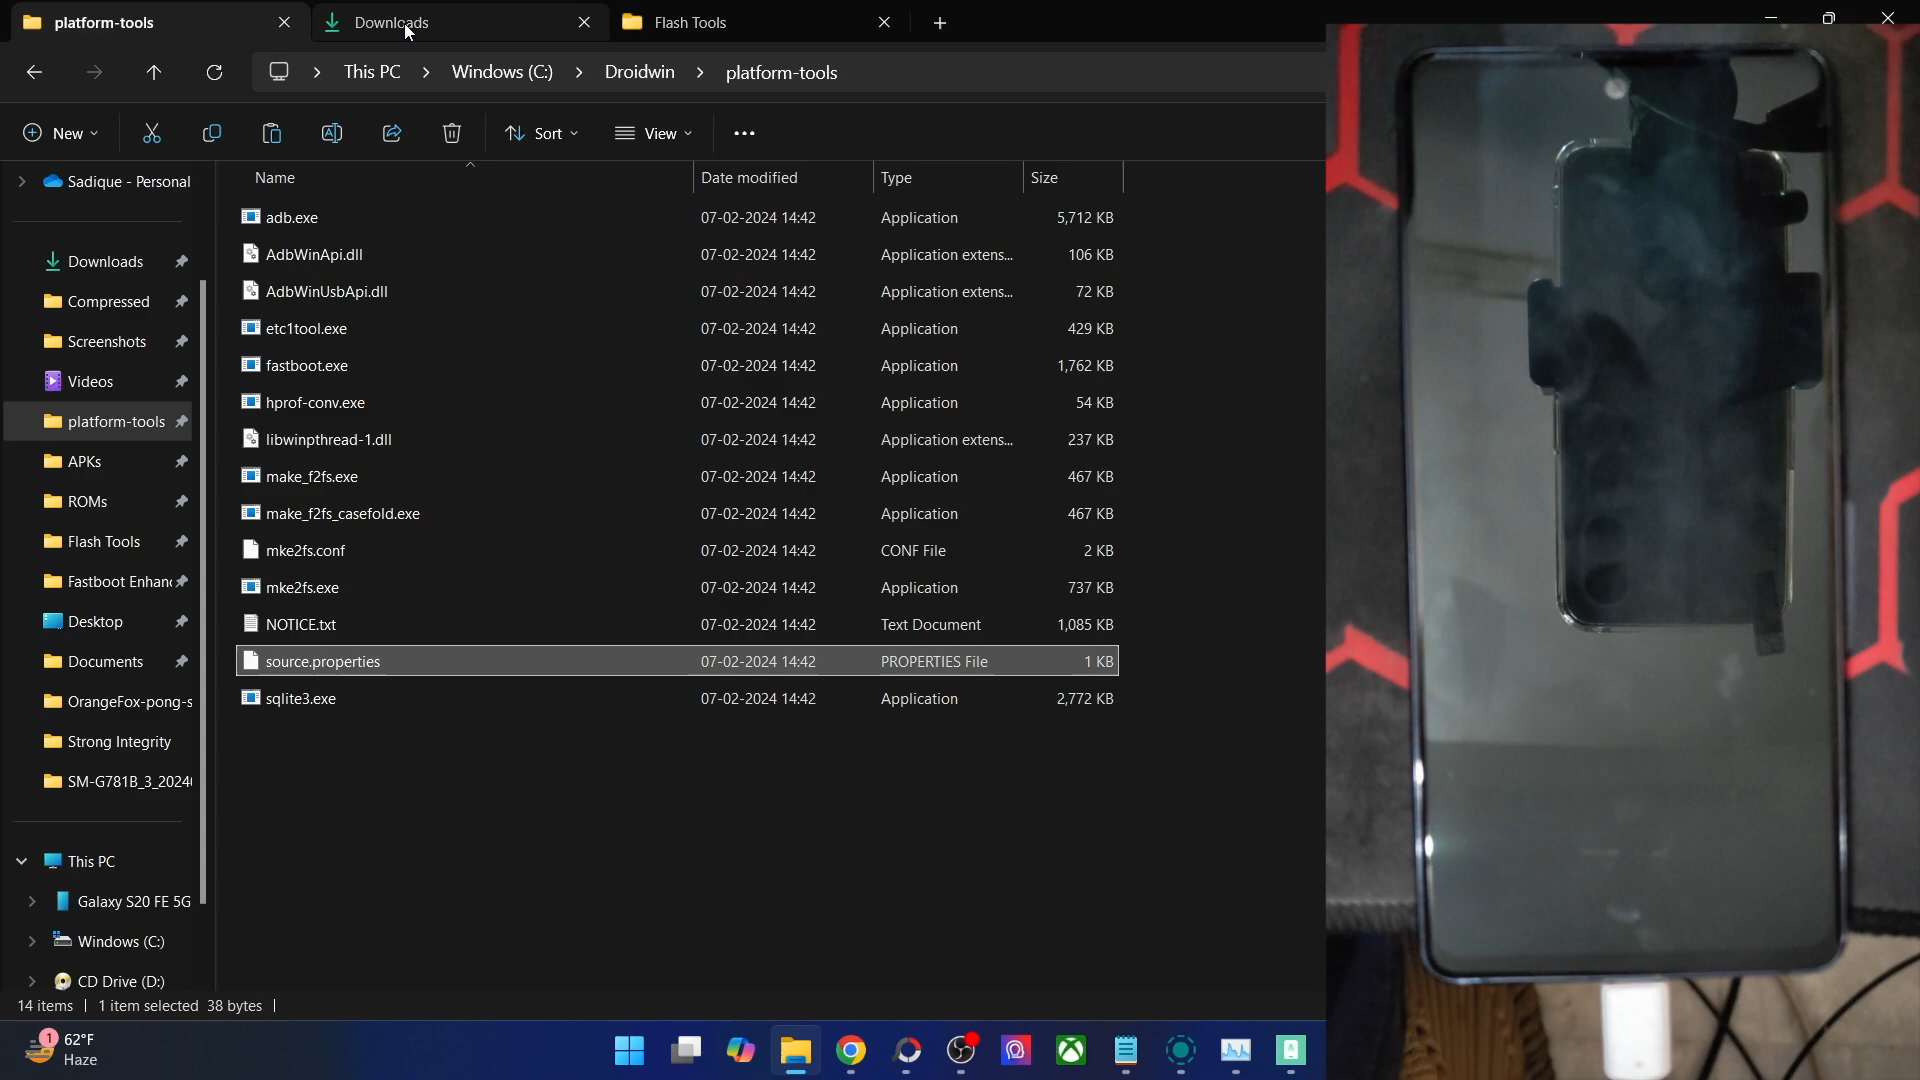 platform-tools
Downloads
Flash Tools
This PC
Windows (C:)
Droidwin
platform-tools
New
Sort
View
Name
Date modified
Type
Size
adb.exe 07-02-2024 14:42 Application 5,712 KB
AdbWinApi.dll 07-02-2024 14:42 Application extens... 106 KB
AdbWinUsbApi.dll 07-02-2024 14:42 Application extens... 72 KB
etc1tool.exe 07-02-2024 14:42 Application 429 KB
fastboot.exe 07-02-2024 14:42 Application 1,762 KB
hprof-conv.exe 07-02-2024 14:42 Application 54 KB
libwinpthread-1.dll 07-02-2024 14:42 Application extens... 237 KB
make_f2fs.exe 07-02-2024 14:42 Application 467 KB
make_f2fs_casefold.exe 07-02-2024 14:42 Application 467 KB
mke2fs.conf 07-02-2024 14:42 CONF File 2 KB
mke2fs.exe 07-02-2024 14:42 Application 737 KB
NOTICE.txt 07-02-2024 14:42 Text Document 1,085 KB
source.properties 07-02-2024 14:42 PROPERTIES File 1 KB
sqlite3.exe 07-02-2024 14:42 Application 2,772 KB
Sadique - Personal
Downloads
Compressed
Screenshots
Videos
platform-tools
APKs
ROMs
Flash Tools
Fastboot Enhanc
Desktop
Documents
OrangeFox-pong-s
Strong Integrity
SM-G781B_3_2024
This PC
Galaxy S20 FE 5G
Windows (C:)
CD Drive (D:)
14 items
1 item selected 38 bytes
1
62°F
Haze